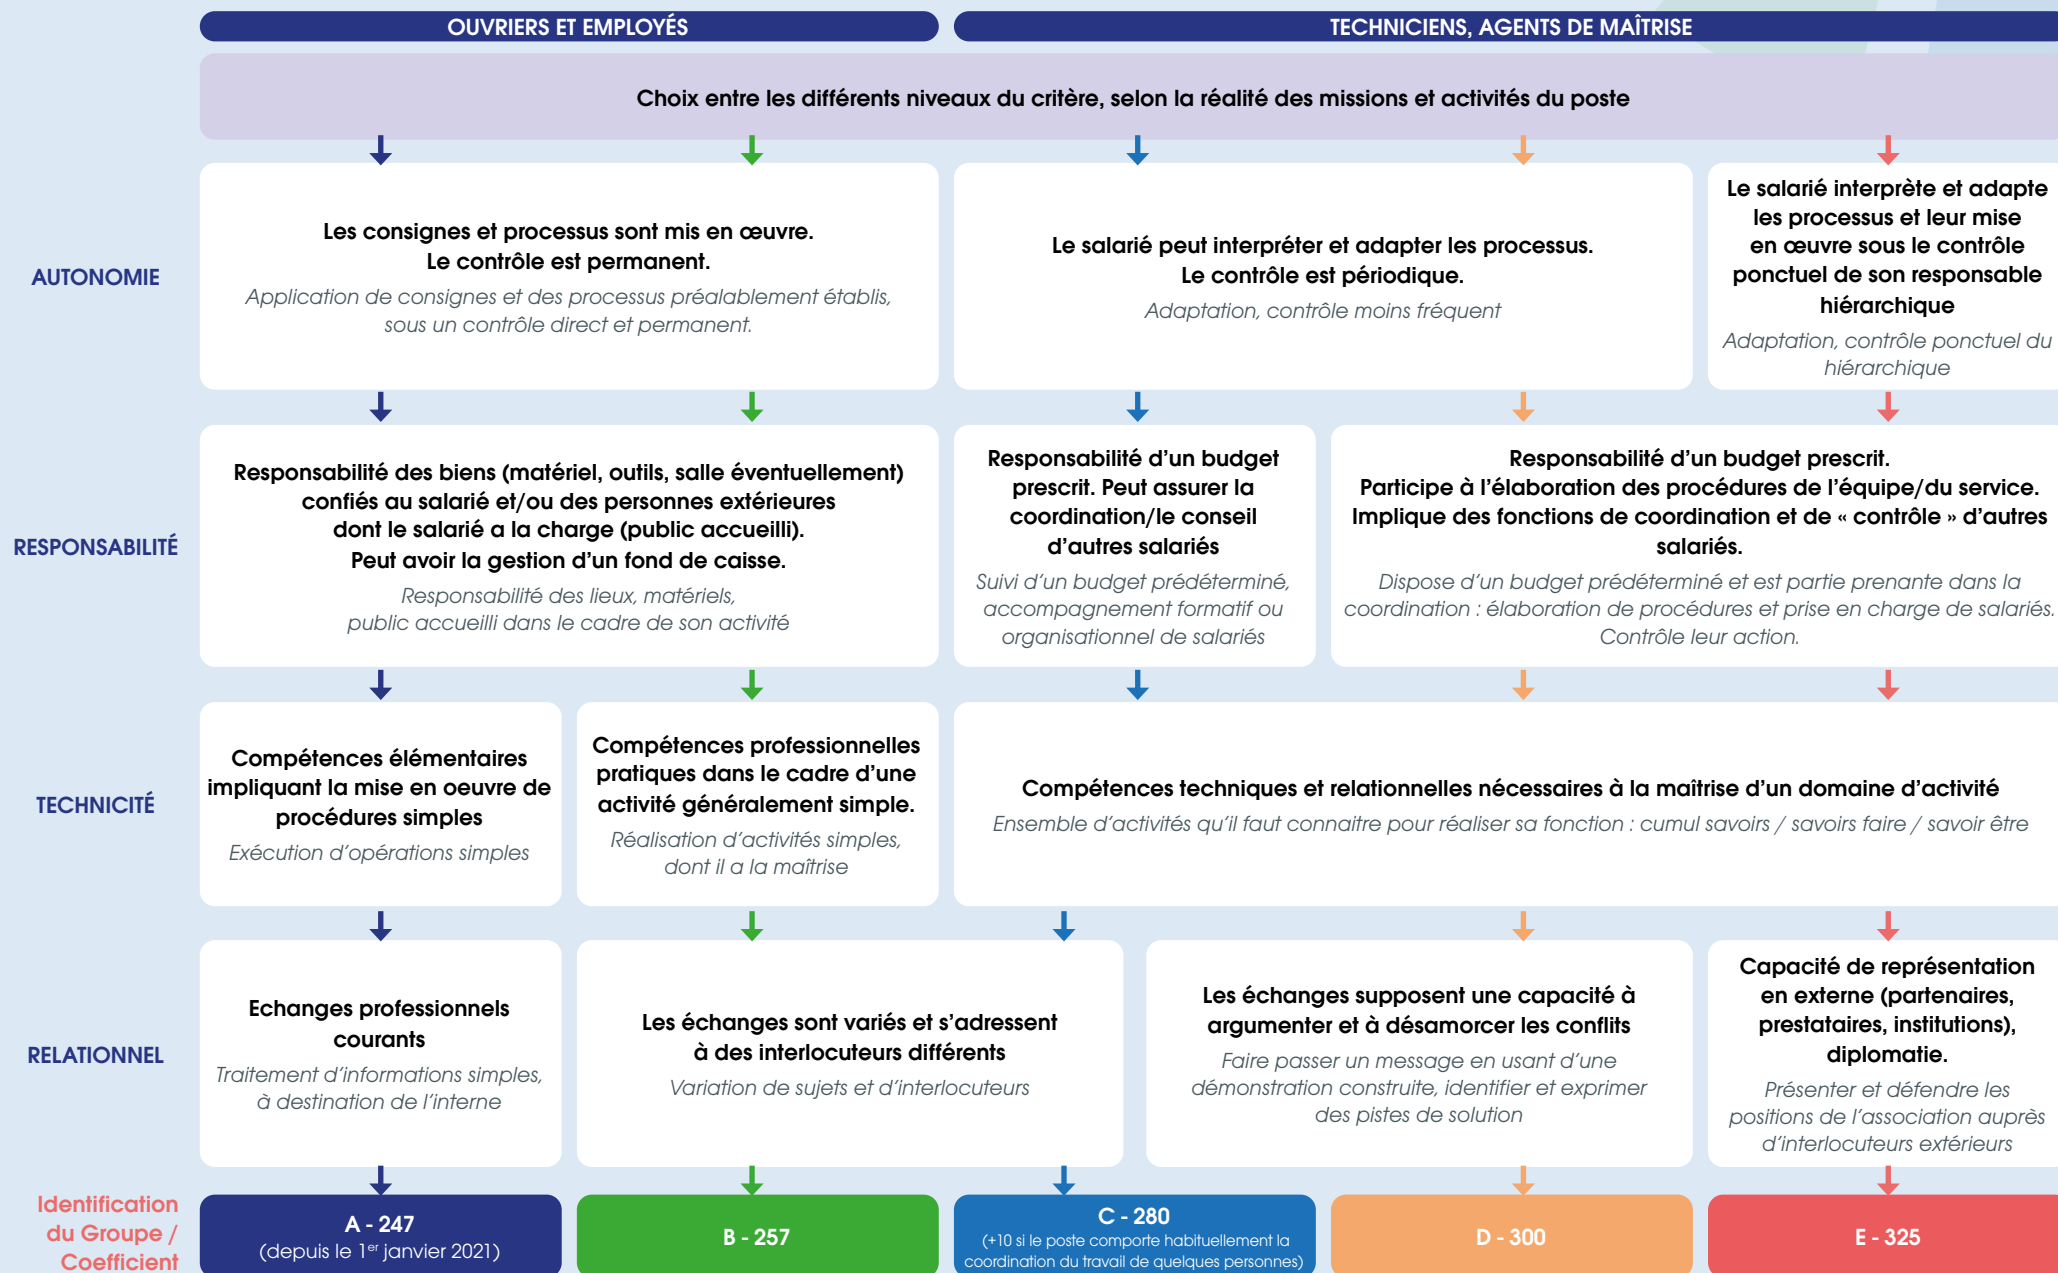 OUVRIERS ET EMPLOYÉS
TECHNICIENS, AGENTS DE MAÎTRISE
Choix entre les différents niveaux du critère, selon la réalité des missions et activités du poste
AUTONOMIE
Les consignes et processus sont mis en œuvre.
Le contrôle est permanent.
Application de consignes et des processus préalablement établis,
sous un contrôle direct et permanent.
Le salarié peut interpréter et adapter les processus.
Le contrôle est périodique.
Adaptation, contrôle moins fréquent
Le salarié interprète et adapte
les processus et leur mise
en œuvre sous le contrôle
ponctuel de son responsable
hiérarchique
Adaptation, contrôle ponctuel du
hiérarchique
RESPONSABILITÉ
Responsabilité des biens (matériel, outils, salle éventuellement)
confiés au salarié et/ou des personnes extérieures
dont le salarié a la charge (public accueilli).
Peut avoir la gestion d'un fond de caisse.
Responsabilité des lieux, matériels,
public accueilli dans le cadre de son activité
Responsabilité d'un budget
prescrit. Peut assurer la
coordination/le conseil
d'autres salariés
Suivi d'un budget prédéterminé,
accompagnement formatif ou
organisationnel de salariés
Responsabilité d'un budget prescrit.
Participe à l'élaboration des procédures de l'équipe/du service.
Implique des fonctions de coordination et de « contrôle » d'autres
salariés.
Dispose d'un budget prédéterminé et est partie prenante dans la
coordination : élaboration de procédures et prise en charge de salariés.
Contrôle leur action.
TECHNICITÉ
Compétences élémentaires
impliquant la mise en oeuvre de
procédures simples
Exécution d'opérations simples
Compétences professionnelles
pratiques dans le cadre d'une
activité généralement simple.
Réalisation d'activités simples,
dont il a la maîtrise
Compétences techniques et relationnelles nécessaires à la maîtrise d'un domaine d'activité
Ensemble d'activités qu'il faut connaitre pour réaliser sa fonction : cumul savoirs / savoirs faire / savoir être
RELATIONNEL
Echanges professionnels
courants
Traitement d'informations simples,
à destination de l'interne
Les échanges sont variés et s'adressent
à des interlocuteurs différents
Variation de sujets et d'interlocuteurs
Les échanges supposent une capacité à
argumenter et à désamorcer les conflits
Faire passer un message en usant d'une
démonstration construite, identifier et exprimer
des pistes de solution
Capacité de représentation
en externe (partenaires,
prestataires, institutions),
diplomatie.
Présenter et défendre les
positions de l'association auprès
d'interlocuteurs extérieurs
Identification
du Groupe /
Coefficient
A - 247
(depuis le 1er janvier 2021)
B - 257
C - 280
(+10 si le poste comporte habituellement la
coordination du travail de quelques personnes)
D - 300
E - 325